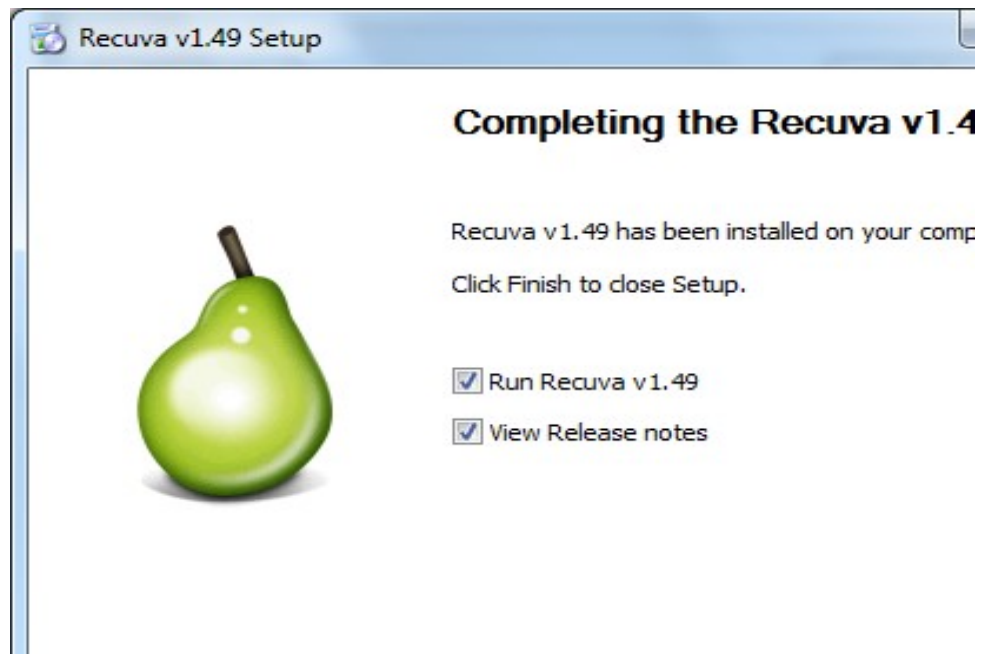 Recuva v1.49 Setup
Completing the Recuva v1.4
Recuva v1.49 has been installed on your comp
Click Finish to close Setup.
Run Recuva v1.49
View Release notes